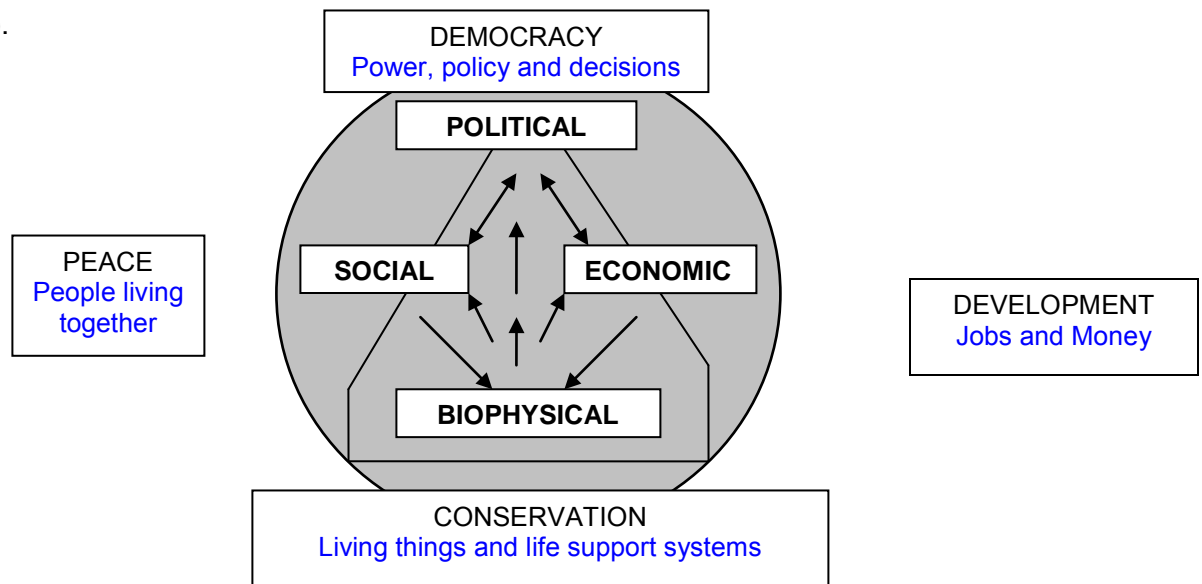 .
DEMOCRACY
Power, policy and decisions
POLITICAL
SOCIAL
ECONOMIC
PEACE
People living
together
DEVELOPMENT
Jobs and Money
BIOPHYSICAL
CONSERVATION
Living things and life support systems